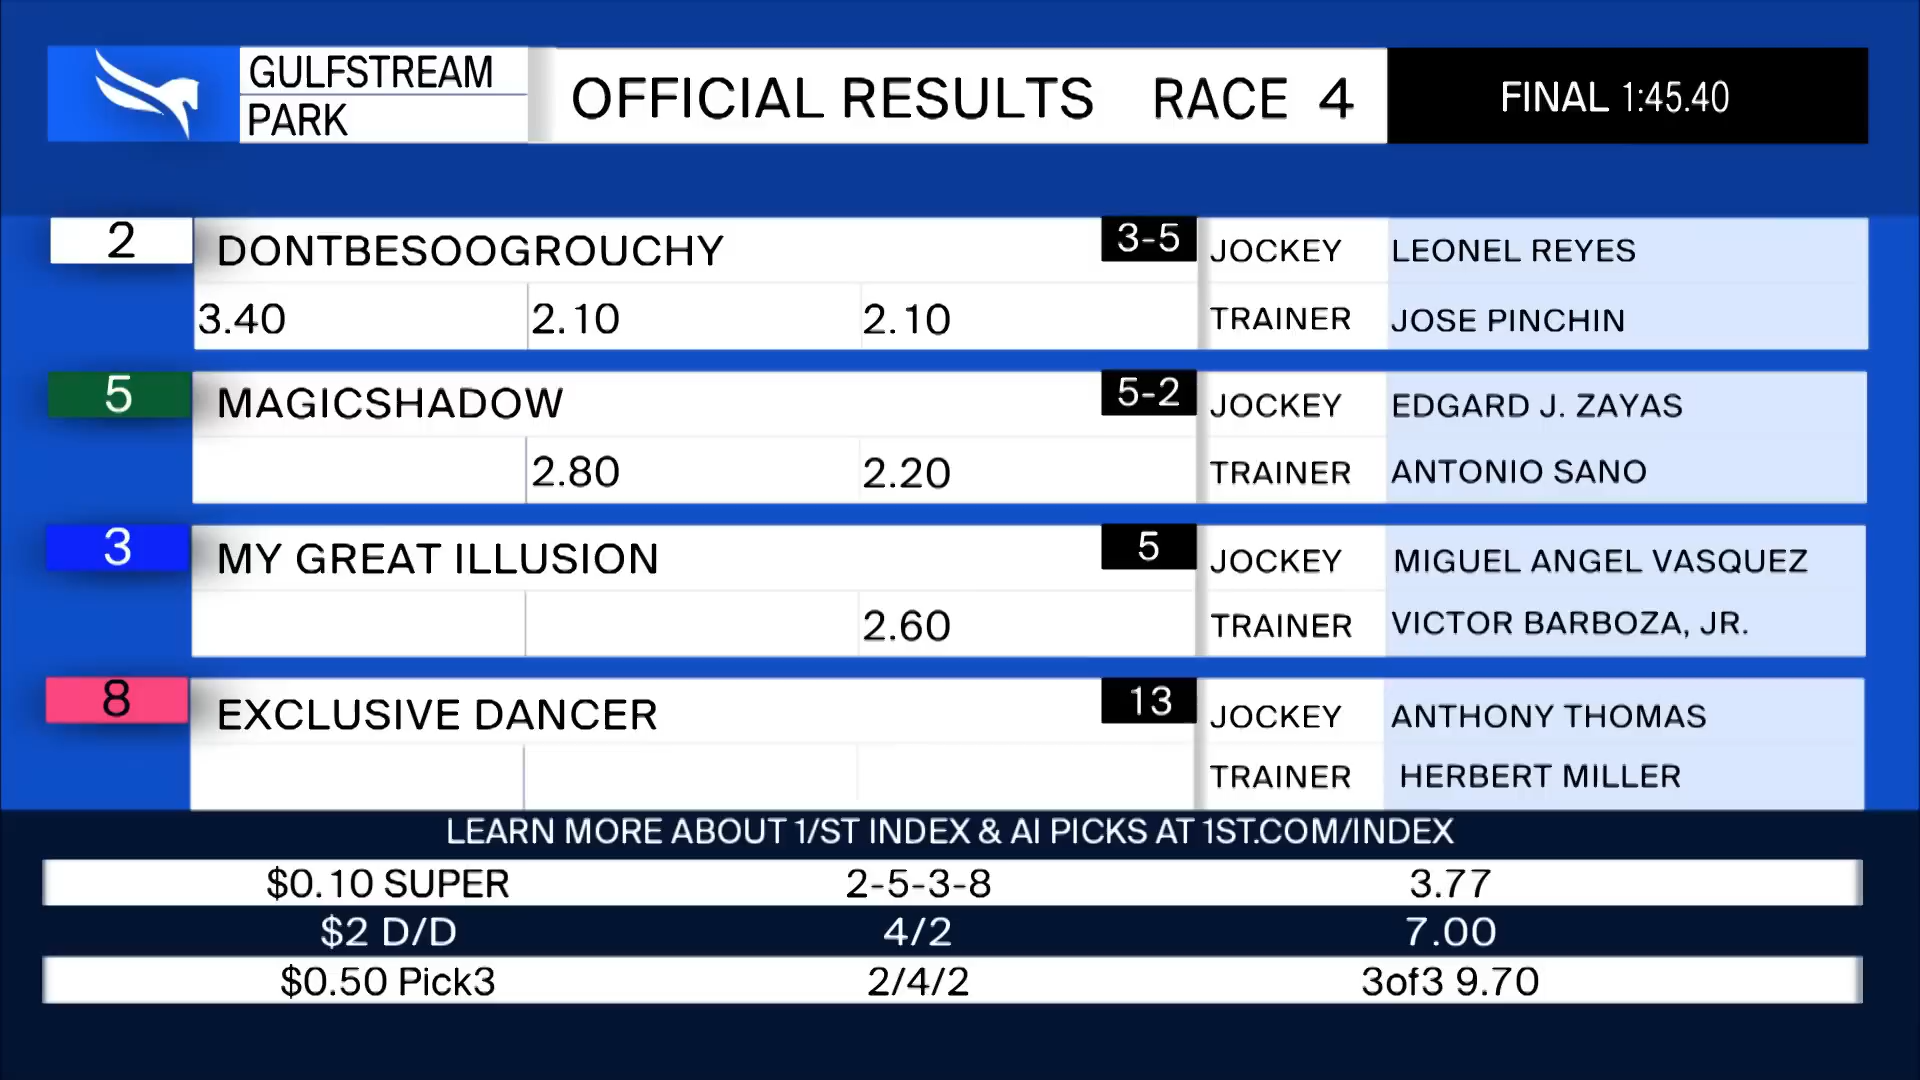 GULFSTREAM
PARK
OFFICIAL RESULTS RACE 4
FINAL 1:45.40
2 DONTBESOOGROUCHY 3-5 JOCKEY LEONEL REYES
3.40 2.10 2.10 TRAINER JOSE PINCHIN
5 MAGICSHADOW 5-2 JOCKEY EDGARD J. ZAYAS
2.80 2.20 TRAINER ANTONIO SANO
3 MY GREAT ILLUSION 5 JOCKEY MIGUEL ANGEL VASQUEZ
2.60 TRAINER VICTOR BARBOZA, JR.
8 EXCLUSIVE DANCER 13 JOCKEY ANTHONY THOMAS
TRAINER HERBERT MILLER
LEARN MORE ABOUT 1/ST INDEX & AI PICKS AT 1ST.COM/INDEX
$0.10 SUPER 2-5-3-8 3.77
$2 D/D 4/2 7.00
$0.50 Pick3 2/4/2 3of3 9.70